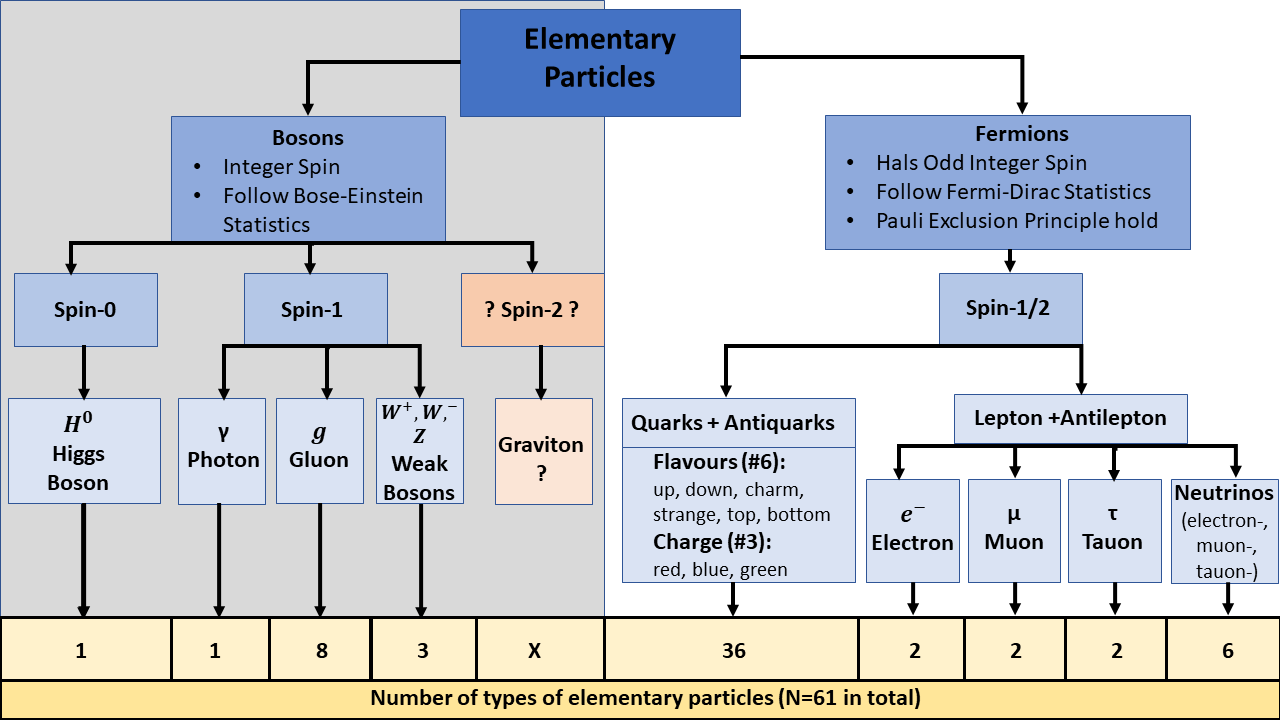 Elementary
Particles
Bosons
• Integer Spin
• Follow Bose-Einstein
Statistics
Fermions
• Hals Odd Integer Spin
• Follow Fermi-Dirac Statistics
• Pauli Exclusion Principle hold
Spin-0
Spin-1
? Spin-2 ?
Spin-1/2
H⁰
Higgs
Boson
γ
Photon
g
Gluon
W⁺, W,⁻
Z
Weak
Bosons
Graviton
?
Quarks + Antiquarks
Flavours (#6):
up, down, charm,
strange, top, bottom
Charge (#3):
red, blue, green
Lepton +Antilepton
e⁻
Electron
μ
Muon
τ
Tauon
Neutrinos
(electron-,
muon-,
tauon-)
1
1
8
3
X
36
2
2
2
6
Number of types of elementary particles (N=61 in total)